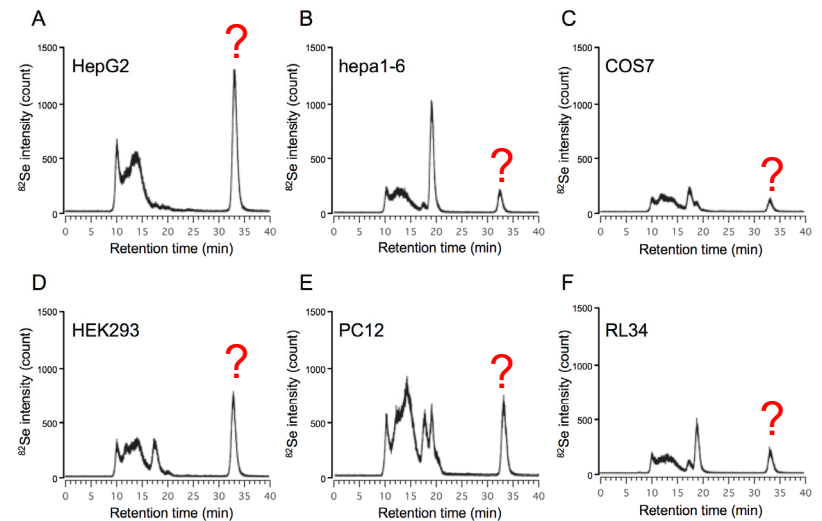 A
B
C
?
?
?
HepG2
hepa1-6
COS7
1500
1000
500
0
1500
1000
500
0
1500
1000
500
0
82Se intensity (count)
82Se intensity (count)
82Se intensity (count)
0 5 10 15 20 25 30 35 40
0 5 10 15 20 25 30 35 40
0 5 10 15 20 25 30 35 40
Retention time (min)
Retention time (min)
Retention time (min)
D
E
F
?
?
?
HEK293
PC12
RL34
1500
1000
500
0
1500
1000
500
0
1500
1000
500
0
82Se intensity (count)
82Se intensity (count)
82Se intensity (count)
0 5 10 15 20 25 30 35 40
0 5 10 15 20 25 30 35 40
0 5 10 15 20 25 30 35 40
Retention time (min)
Retention time (min)
Retention time (min)